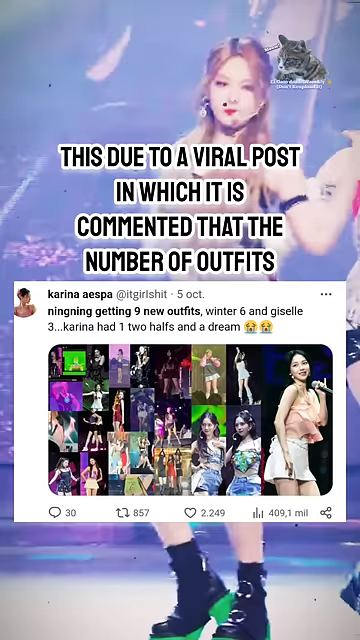 THIS DUE TO A VIRAL POST
IN WHICH IT IS
COMMENTED THAT THE
NUMBER OF OUTFITS
karina aespa @itgirlshit · 5 oct.
ningning getting 9 new outfits, winter 6 and giselle
3...karina had 1 two halfs and a dream 😭😭
30
857
2.249
409,1 mil